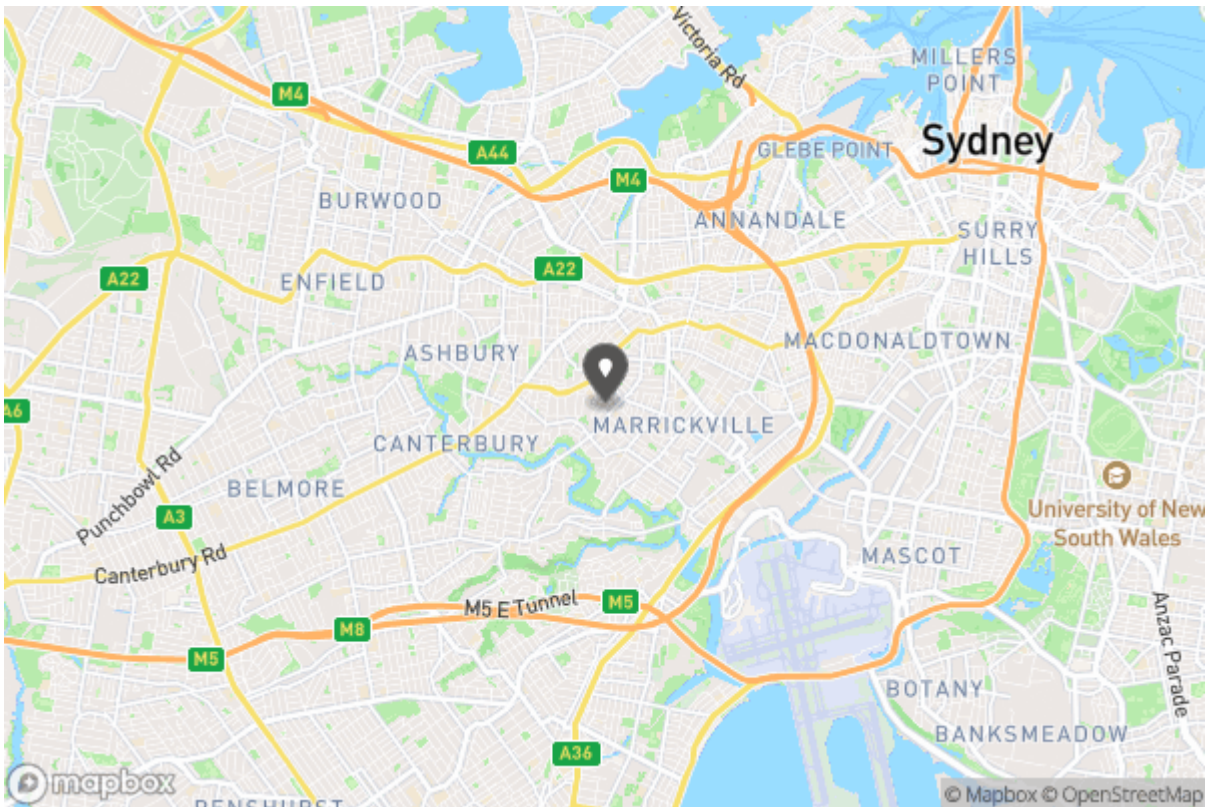 Victoria Rd
MILLERS
POINT
M4
Sydney
A44
GLEBE POINT
M4
BURWOOD
ANNANDALE
SURRY
HILLS
A22
A22
ENFIELD
MACDONALDTOWN
ASHBURY
A6
MARRICKVILLE
CANTERBURY
Punchbowl Rd
BELMORE
University of New
South Wales
A3
Canterbury Rd
MASCOT
M5 E Tunnel
M5
M8
Anzac Parade
M5
BOTANY
BANKSMEADOW
A36
mapbox
PENSHURST
© Mapbox © OpenStreetMap